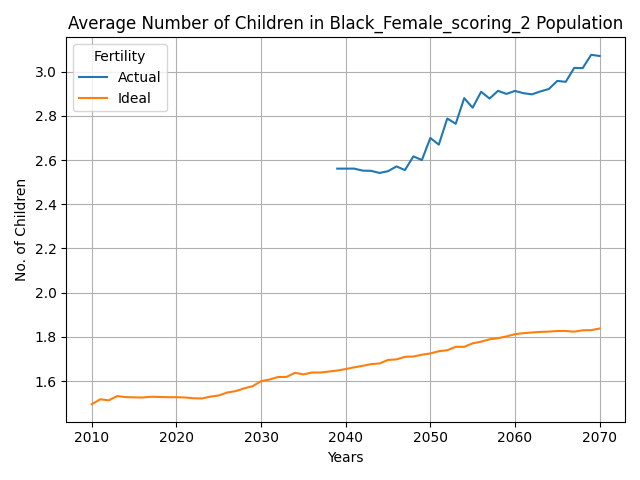 Average Number of Children in Black_Female_scoring_2 Population
Fertility
Actual
Ideal
No. of Children
3.0
2.8
2.6
2.4
2.2
2.0
1.8
1.6
2010 2020 2030 2040 2050 2060 2070
Years